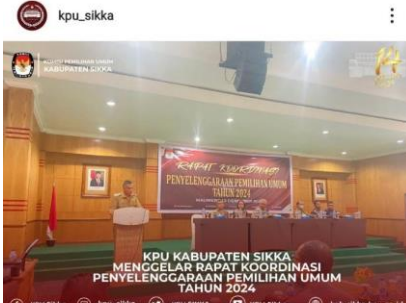 kpu_sikka
KOMISI PEMILIHAN UMUM
KABUPATEN SIKKA
RAPAT KOORDINASI
PENYELENGGARAAN PEMILIHAN UMUM
TAHUN 2024
KPU KABUPATEN SIKKA
MENGGELAR RAPAT KOORDINASI
PENYELENGGARAAN PEMILIHAN UMUM
TAHUN 2024